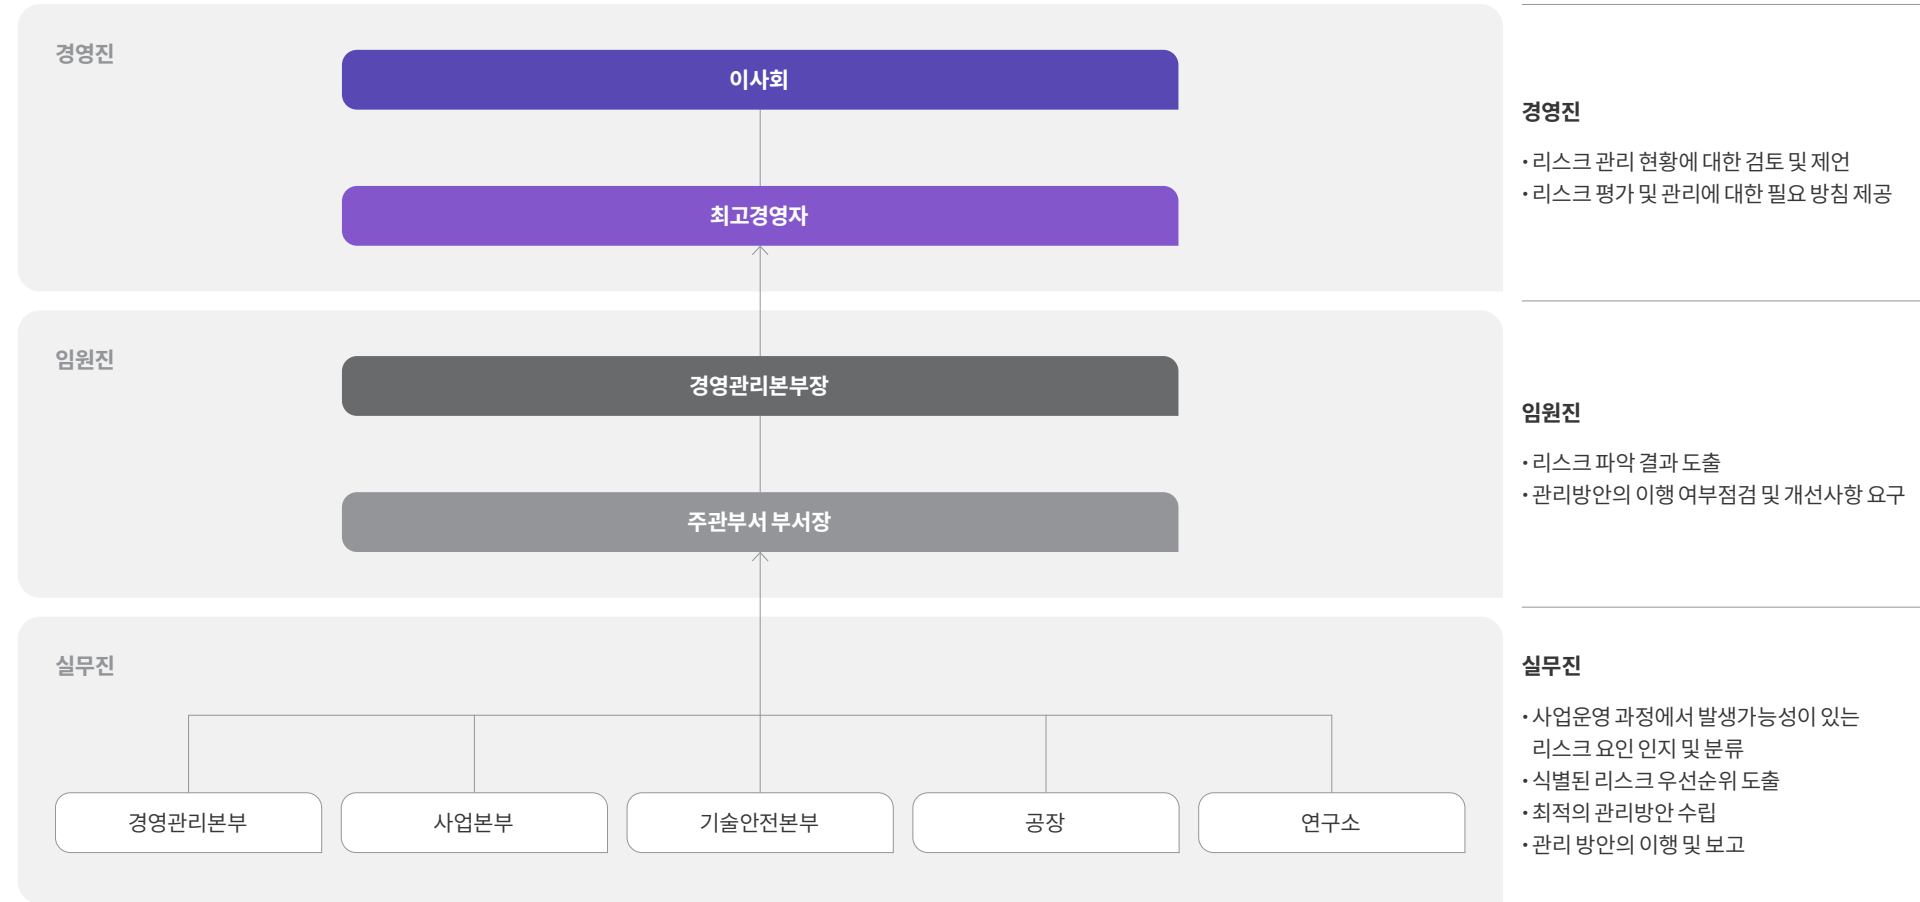 경영진
이사회
최고경영자
경영진
• 리스크 관리 현황에 대한 검토 및 제언
• 리스크 평가 및 관리에 대한 필요 방침 제공
임원진
경영관리본부장
주관부서 부서장
임원진
• 리스크 파악 결과 도출
• 관리방안의 이행 여부점검 및 개선사항 요구
실무진
경영관리본부
사업본부
기술안전본부
공장
연구소
실무진
• 사업운영 과정에서 발생가능성이 있는
리스크 요인 인지 및 분류
• 식별된 리스크 우선순위 도출
• 최적의 관리방안 수립
• 관리 방안의 이행 및 보고